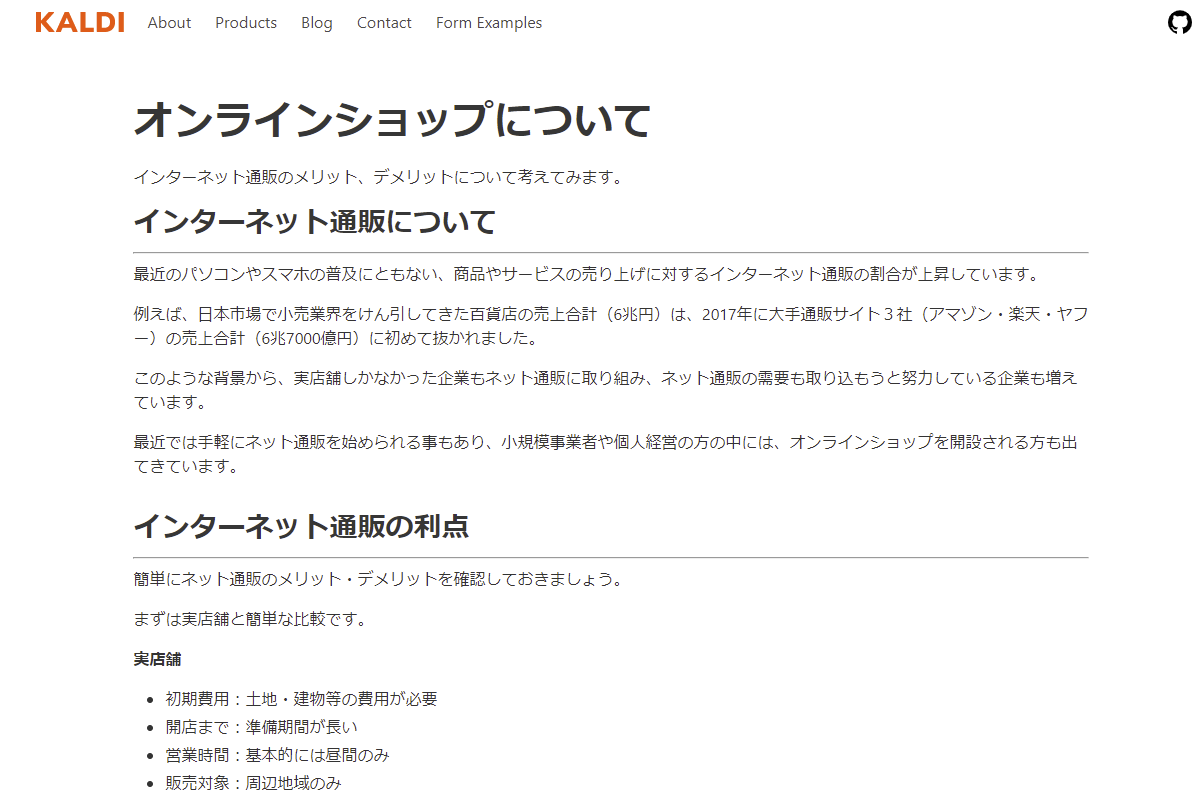 KALDI About Products Blog Contact Form Examples
オンラインショップについて
インターネット通販のメリット、デメリットについて考えてみます。
インターネット通販について
最近のパソコンやスマホの普及にともない、商品やサービスの売り上げに対するインターネット通販の割合が上昇しています。
例えば、日本市場で小売業界をけん引してきた百貨店の売上合計（6兆円）は、2017年に大手通販サイト３社（アマゾン・楽天・ヤフ
ー）の売上合計（6兆7000億円）に初めて抜かれました。
このような背景から、実店舗しかなかった企業もネット通販に取り組み、ネット通販の需要も取り込もうと努力している企業も増え
ています。
最近では手軽にネット通販を始められる事もあり、小規模事業者や個人経営の方の中には、オンラインショップを開設される方も出
てきています。
インターネット通販の利点
簡単にネット通販のメリット・デメリットを確認しておきましょう。
まずは実店舗と簡単な比較です。
実店舗
• 初期費用：土地・建物等の費用が必要
• 開店まで：準備期間が長い
• 営業時間：基本的には昼間のみ
• 販売対象：周辺地域のみ